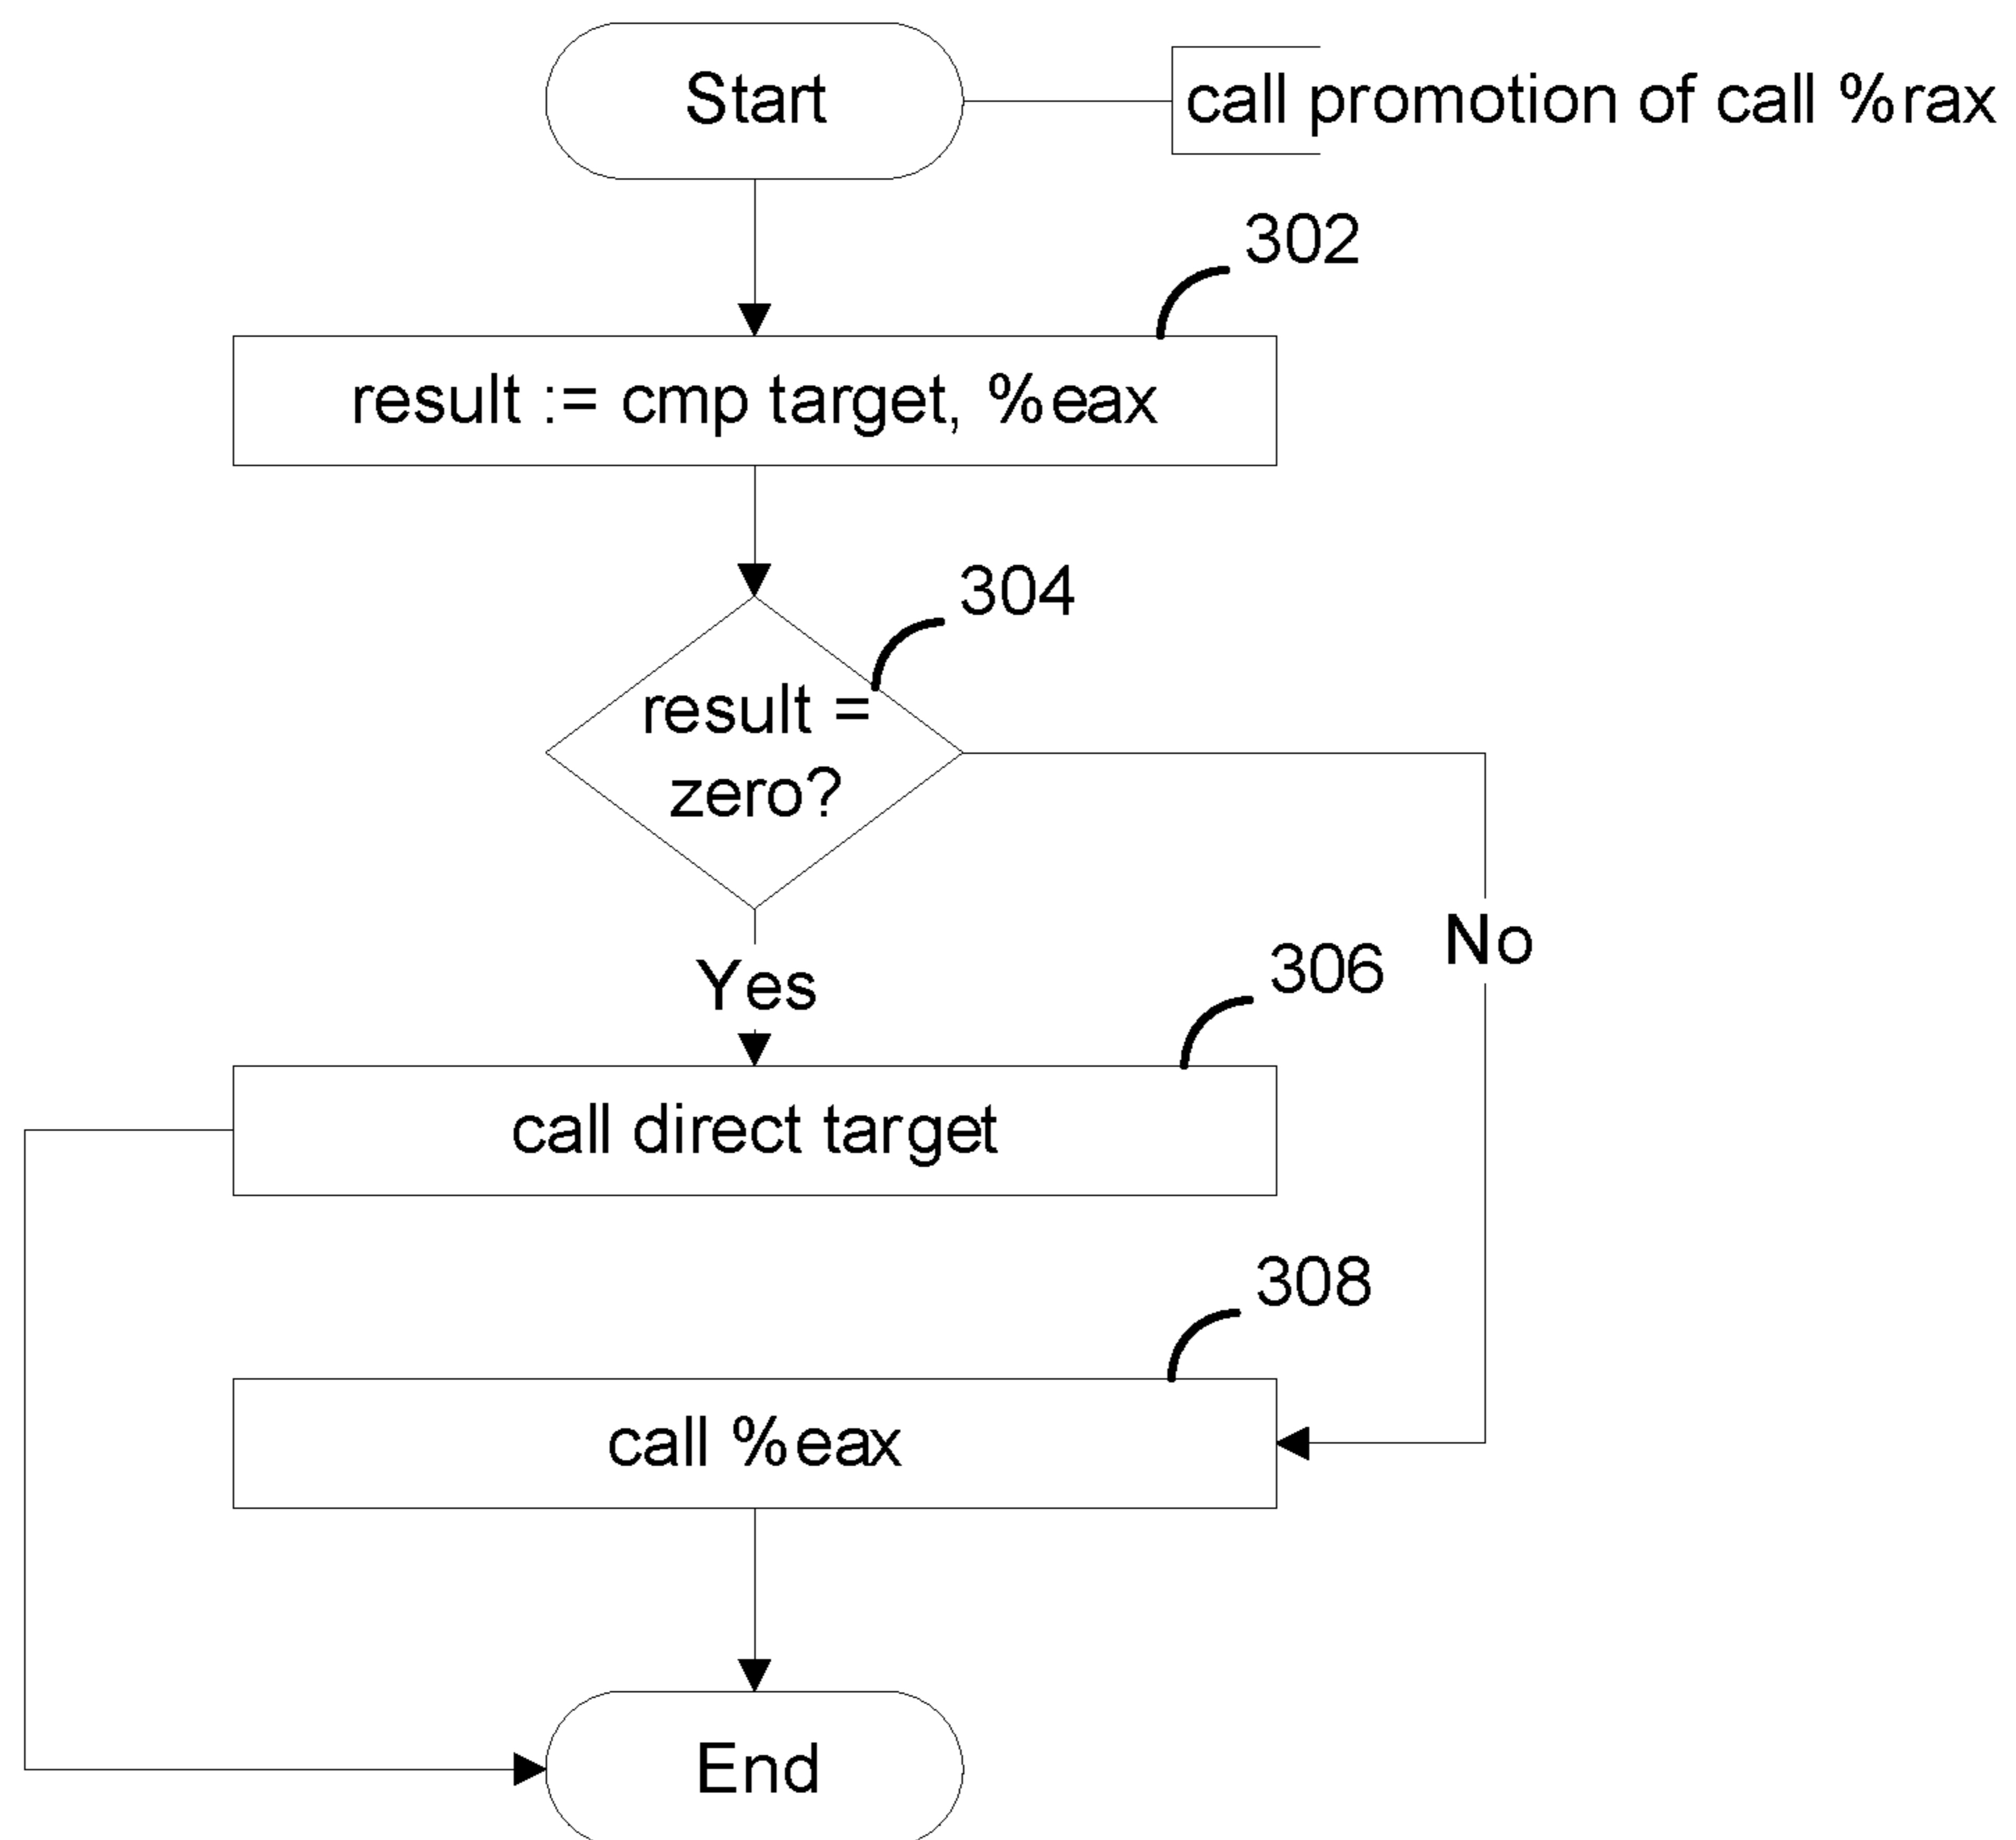 Start
call promotion of call %rax
302
result := cmp target, %eax
304
result =
zero?
No
306
Yes
call direct target
308
call %eax
End